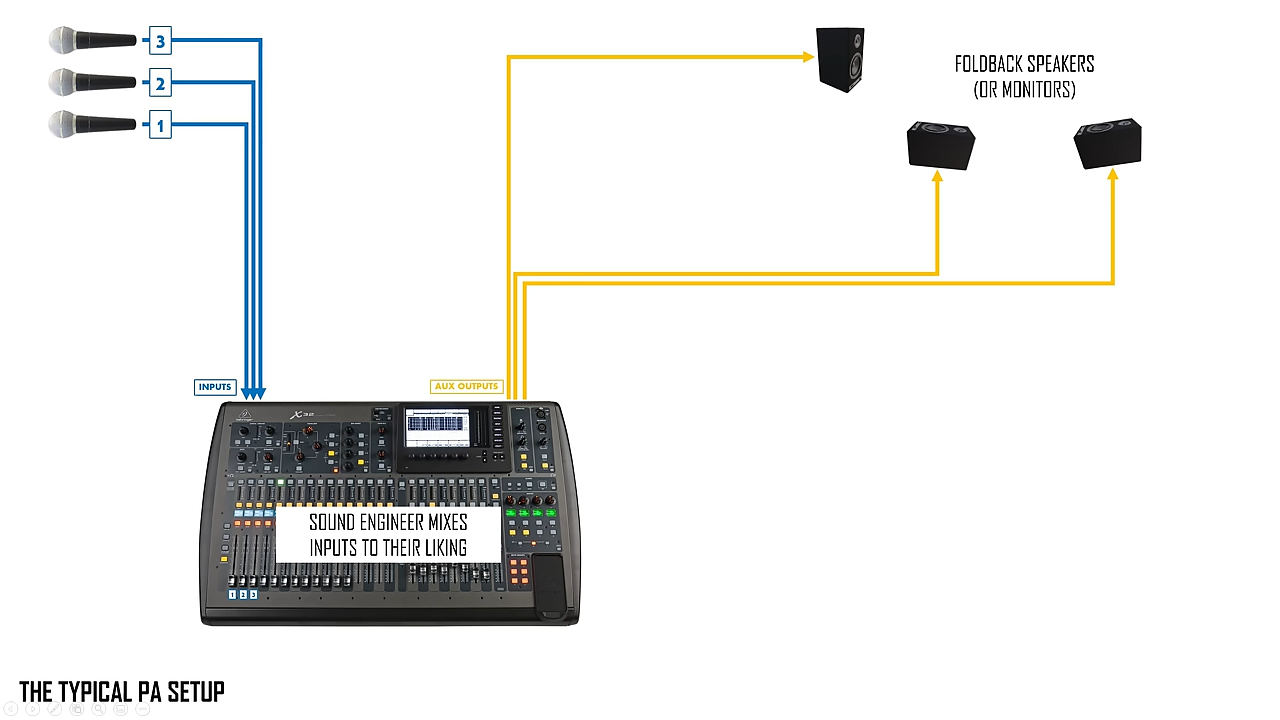 3
2
1
FOLDBACK SPEAKERS
(OR MONITORS)
INPUTS
AUX OUTPUTS
X32
SOUND ENGINEER MIXES
INPUTS TO THEIR LIKING
1 2 3
THE TYPICAL PA SETUP